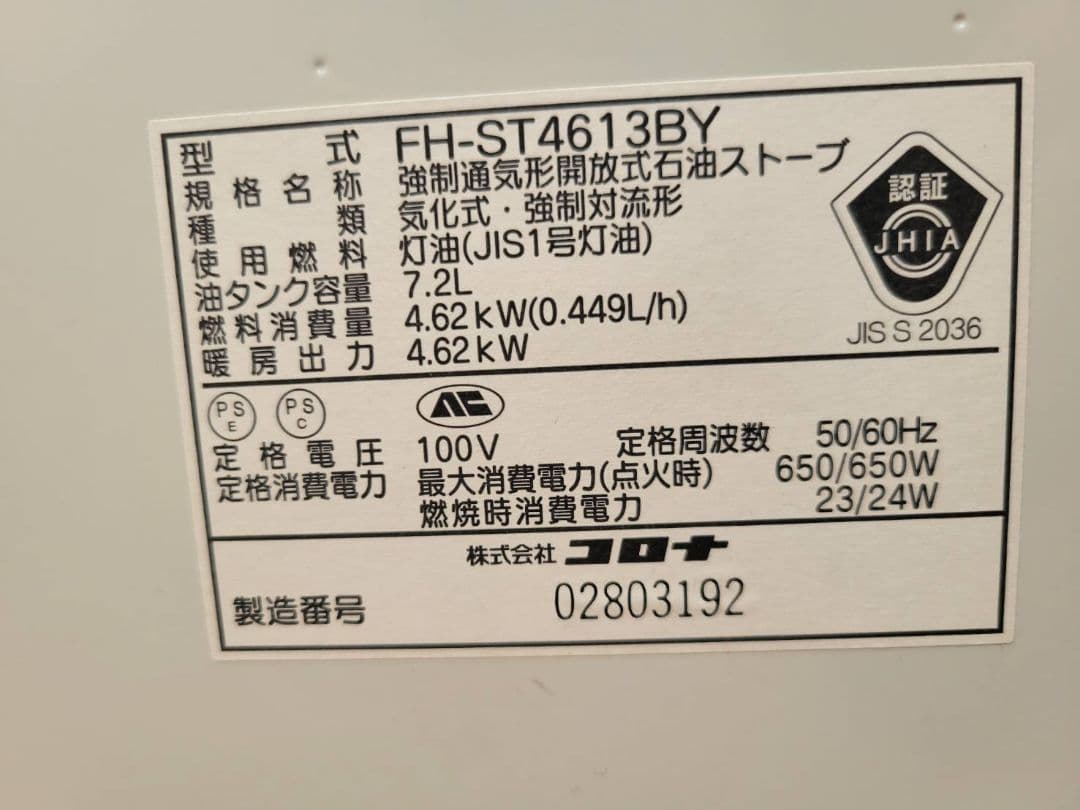 型式 FH-ST4613BY
規格名称 強制通気形開放式石油ストーブ
種類 気化式・強制対流形
使用燃料 灯油(JIS1号灯油)
油タンク容量 7.2L
燃料消費量 4.62kW(0.449L/h)
暖房出力 4.62kW
認証
JHIA
JIS S 2036
PS E PS C
定格電圧 100V 定格周波数 50/60Hz
定格消費電力 最大消費電力(点火時) 650/650W
燃焼時消費電力 23/24W
株式会社 コロナ
製造番号 02803192